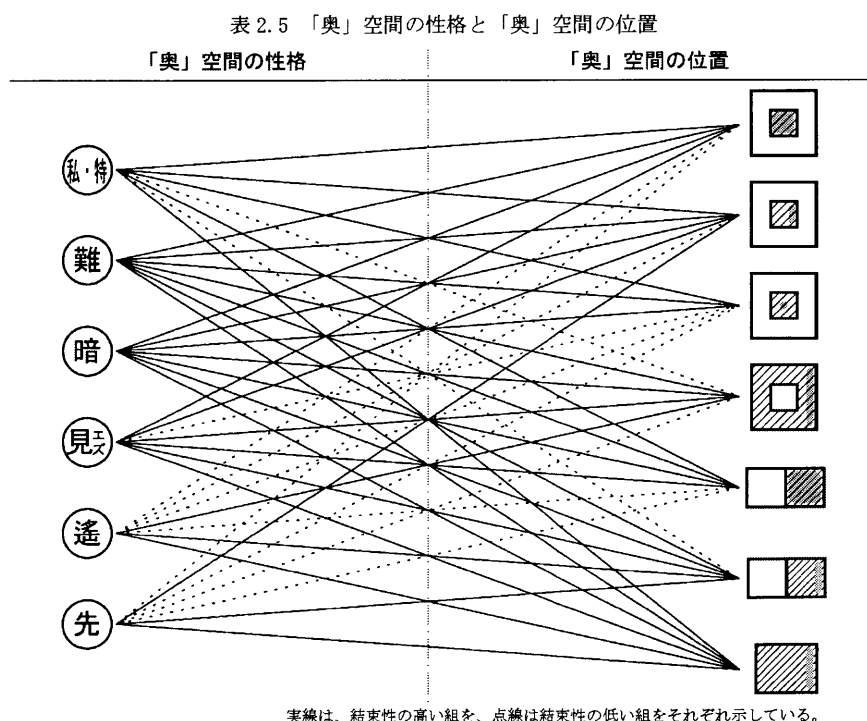 表 2.5 「奥」空間の性格と「奥」空間の位置
「奥」空間の性格
「奥」空間の位置
私・特
難
暗
見エズ
遙
先
実線は、結束性の高い組を、点線は結束性の低い組をそれぞれ示している。